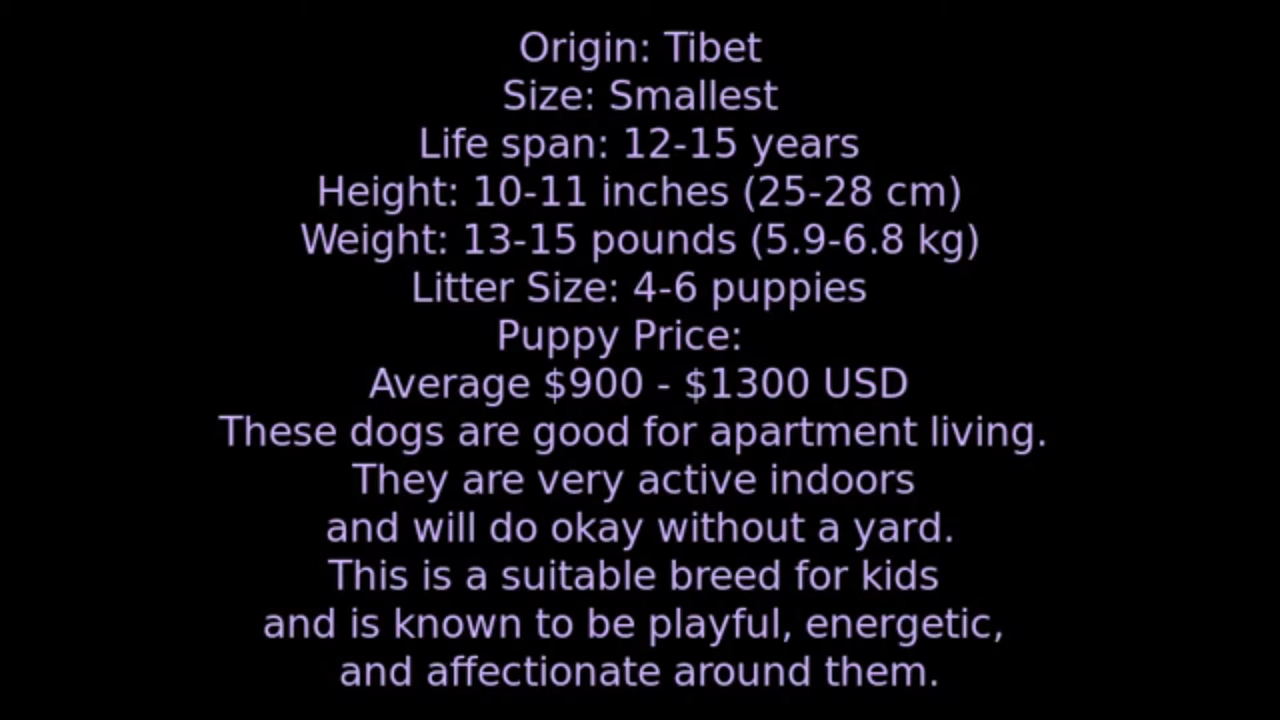 Origin: Tibet
Size: Smallest
Life span: 12-15 years
Height: 10-11 inches (25-28 cm)
Weight: 13-15 pounds (5.9-6.8 kg)
Litter Size: 4-6 puppies
Puppy Price:
Average $900 - $1300 USD
These dogs are good for apartment living.
They are very active indoors
and will do okay without a yard.
This is a suitable breed for kids
and is known to be playful, energetic,
and affectionate around them.